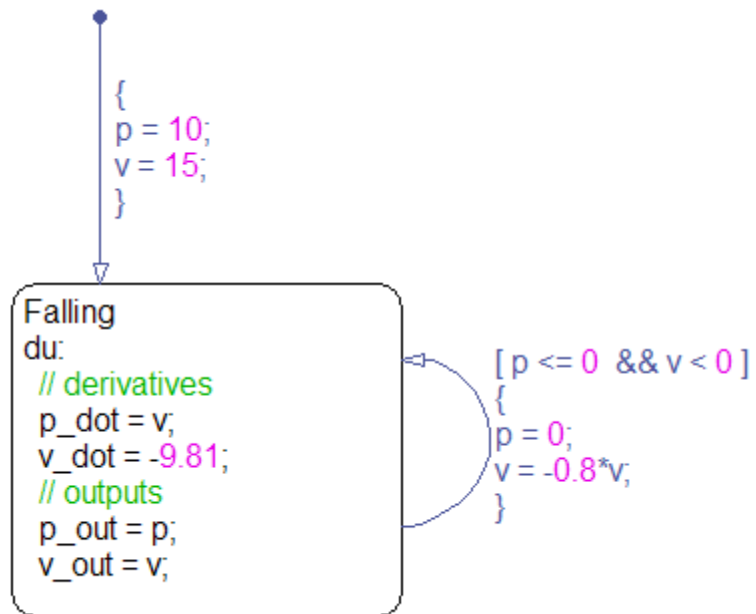 {
p = 10;
v = 15;
}
Falling
du:
// derivatives
p_dot = v;
v_dot = -9.81;
// outputs
p_out = p;
v_out = v;
[ p <= 0  && v < 0 ]
{
p = 0;
v = -0.8*v;
}